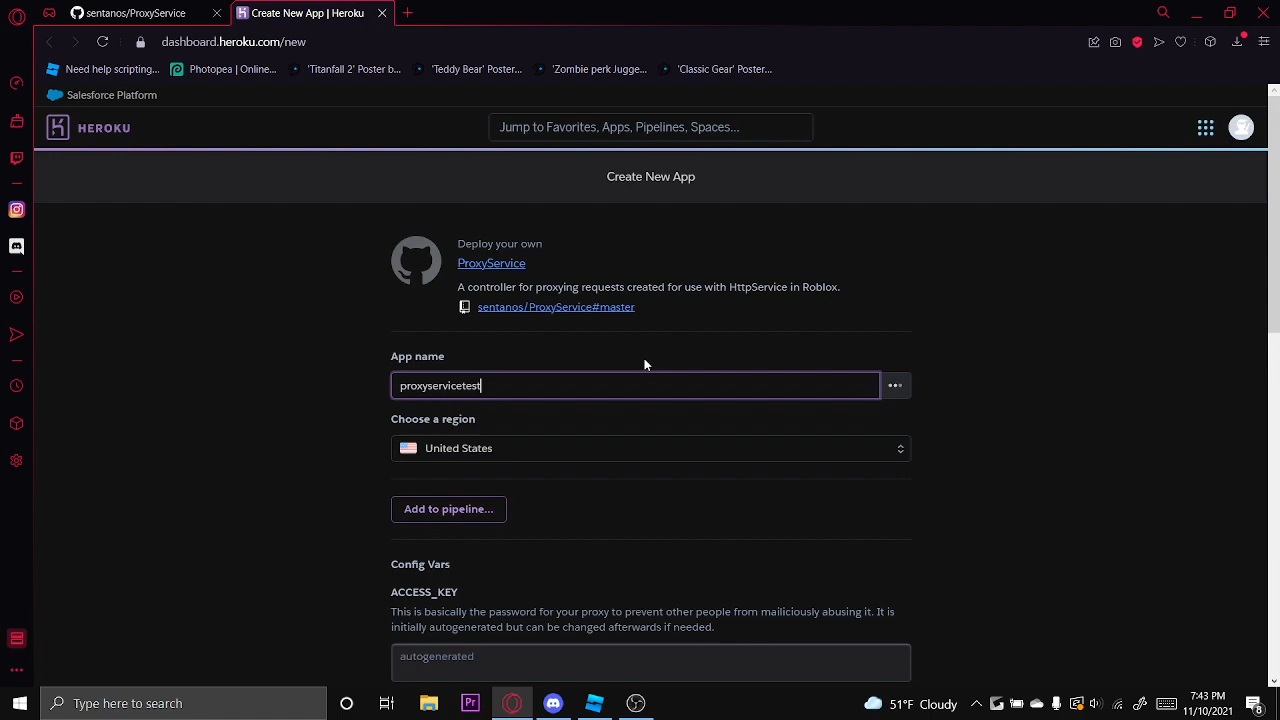 sentanos/ProxyService
Create New App | Heroku
dashboard.heroku.com/new
Need help scripting...
Photopea | Online...
'Titanfall 2' Poster b...
'Teddy Bear' Poster...
'Zombie perk Jugge...
'Classic Gear' Poster...
Salesforce Platform
HEROKU
Jump to Favorites, Apps, Pipelines, Spaces...
Create New App
Deploy your own
ProxyService
A controller for proxying requests created for use with HttpService in Roblox.
sentanos/ProxyService#master
App name
proxyservicetest
Choose a region
United States
Add to pipeline...
Config Vars
ACCESS_KEY
This is basically the password for your proxy to prevent other people from mailiciously abusing it. It is
initially autogenerated but can be changed afterwards if needed.
autogenerated
Type here to search
Pr
51°F Cloudy
7:43 PM
11/10/2021
8